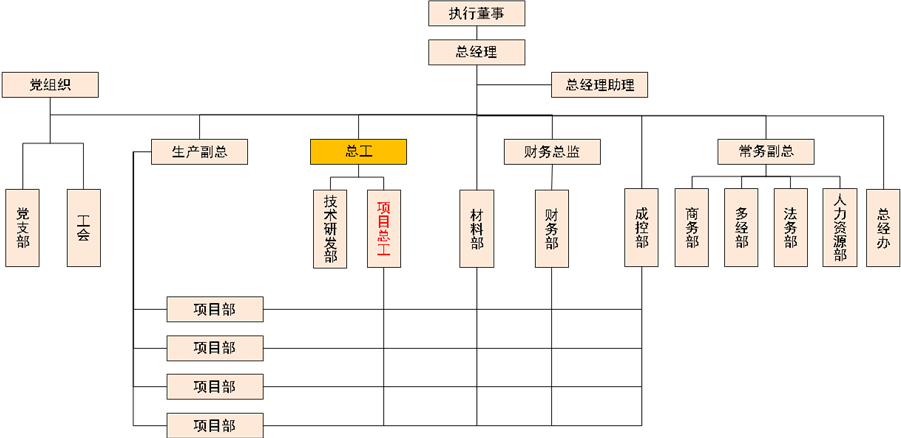 执行董事
总经理
党组织
总经理助理
生产副总
总工
财务总监
常务副总
党支部
工会
技术研发部
项目总工
材料部
财务部
成控部
商务部
多经部
法务部
人力资源部
总经办
项目部
项目部
项目部
项目部